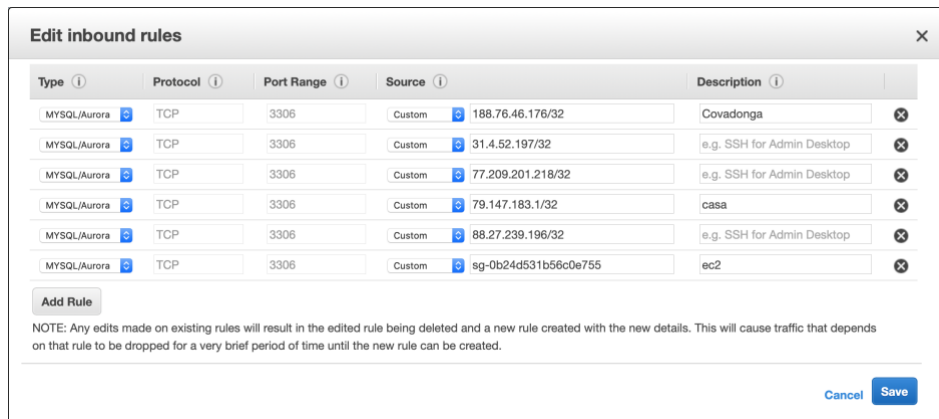 Edit inbound rules
Type Protocol Port Range Source Description
MYSQL/Aurora TCP 3306 Custom 188.76.46.176/32 Covadonga
MYSQL/Aurora TCP 3306 Custom 31.4.52.197/32 e.g. SSH for Admin Desktop
MYSQL/Aurora TCP 3306 Custom 77.209.201.218/32 e.g. SSH for Admin Desktop
MYSQL/Aurora TCP 3306 Custom 79.147.183.1/32 casa
MYSQL/Aurora TCP 3306 Custom 88.27.239.196/32 e.g. SSH for Admin Desktop
MYSQL/Aurora TCP 3306 Custom sg-0b24d531b56c0e755 ec2
Add Rule
NOTE: Any edits made on existing rules will result in the edited rule being deleted and a new rule created with the new details. This will cause traffic that depends
on that rule to be dropped for a very brief period of time until the new rule can be created.
Cancel Save